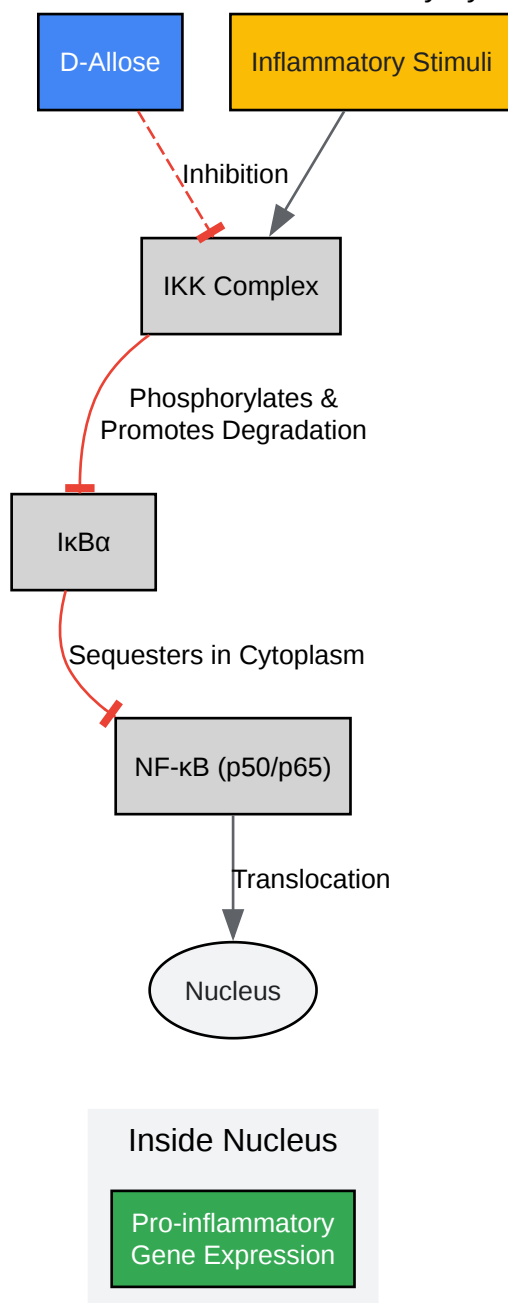 D-Allose
Inflammatory Stimuli
Inhibition
IKK Complex
Phosphorylates &
Promotes Degradation
IκBα
Sequesters in Cytoplasm
NF-κB (p50/p65)
Translocation
Nucleus
Inside Nucleus
Pro-inflammatory
Gene Expression